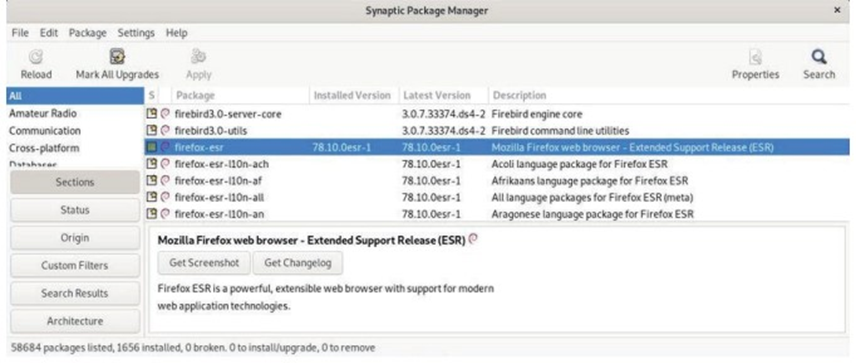 Synaptic Package Manager ×
File Edit Package Settings Help
Reload Mark All Upgrades Apply Properties Search
All
Amateur Radio
Communication
Cross-platform
Databases
Sections
Status
Origin
Custom Filters
Search Results
Architecture
S Package Installed Version Latest Version Description
firebird3.0-server-core 3.0.7.33374.ds4-2 Firebird engine core
firebird3.0-utils 3.0.7.33374.ds4-2 Firebird command line utilities
firefox-esr 78.10.0esr-1 78.10.0esr-1 Mozilla Firefox web browser - Extended Support Release (ESR)
firefox-esr-l10n-ach 78.10.0esr-1 Acoli language package for Firefox ESR
firefox-esr-l10n-af 78.10.0esr-1 Afrikaans language package for Firefox ESR
firefox-esr-l10n-all 78.10.0esr-1 All language packages for Firefox ESR (meta)
firefox-esr-l10n-an 78.10.0esr-1 Aragonese language package for Firefox ESR
Mozilla Firefox web browser - Extended Support Release (ESR)
Get Screenshot Get Changelog
Firefox ESR is a powerful, extensible web browser with support for modern
web application technologies.
58684 packages listed, 1656 installed, 0 broken. 0 to install/upgrade, 0 to remove